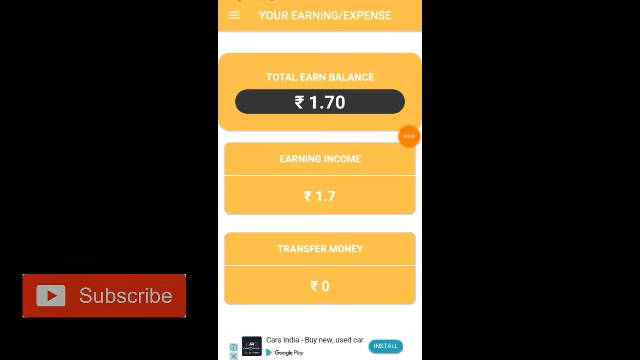 YOUR EARNING/EXPENSE
TOTAL EARN BALANCE
₹ 1.70
EARNING INCOME
₹ 1.7
TRANSFER MONEY
₹ 0
Subscribe
Cars India - Buy new, used car
Google Play
INSTALL